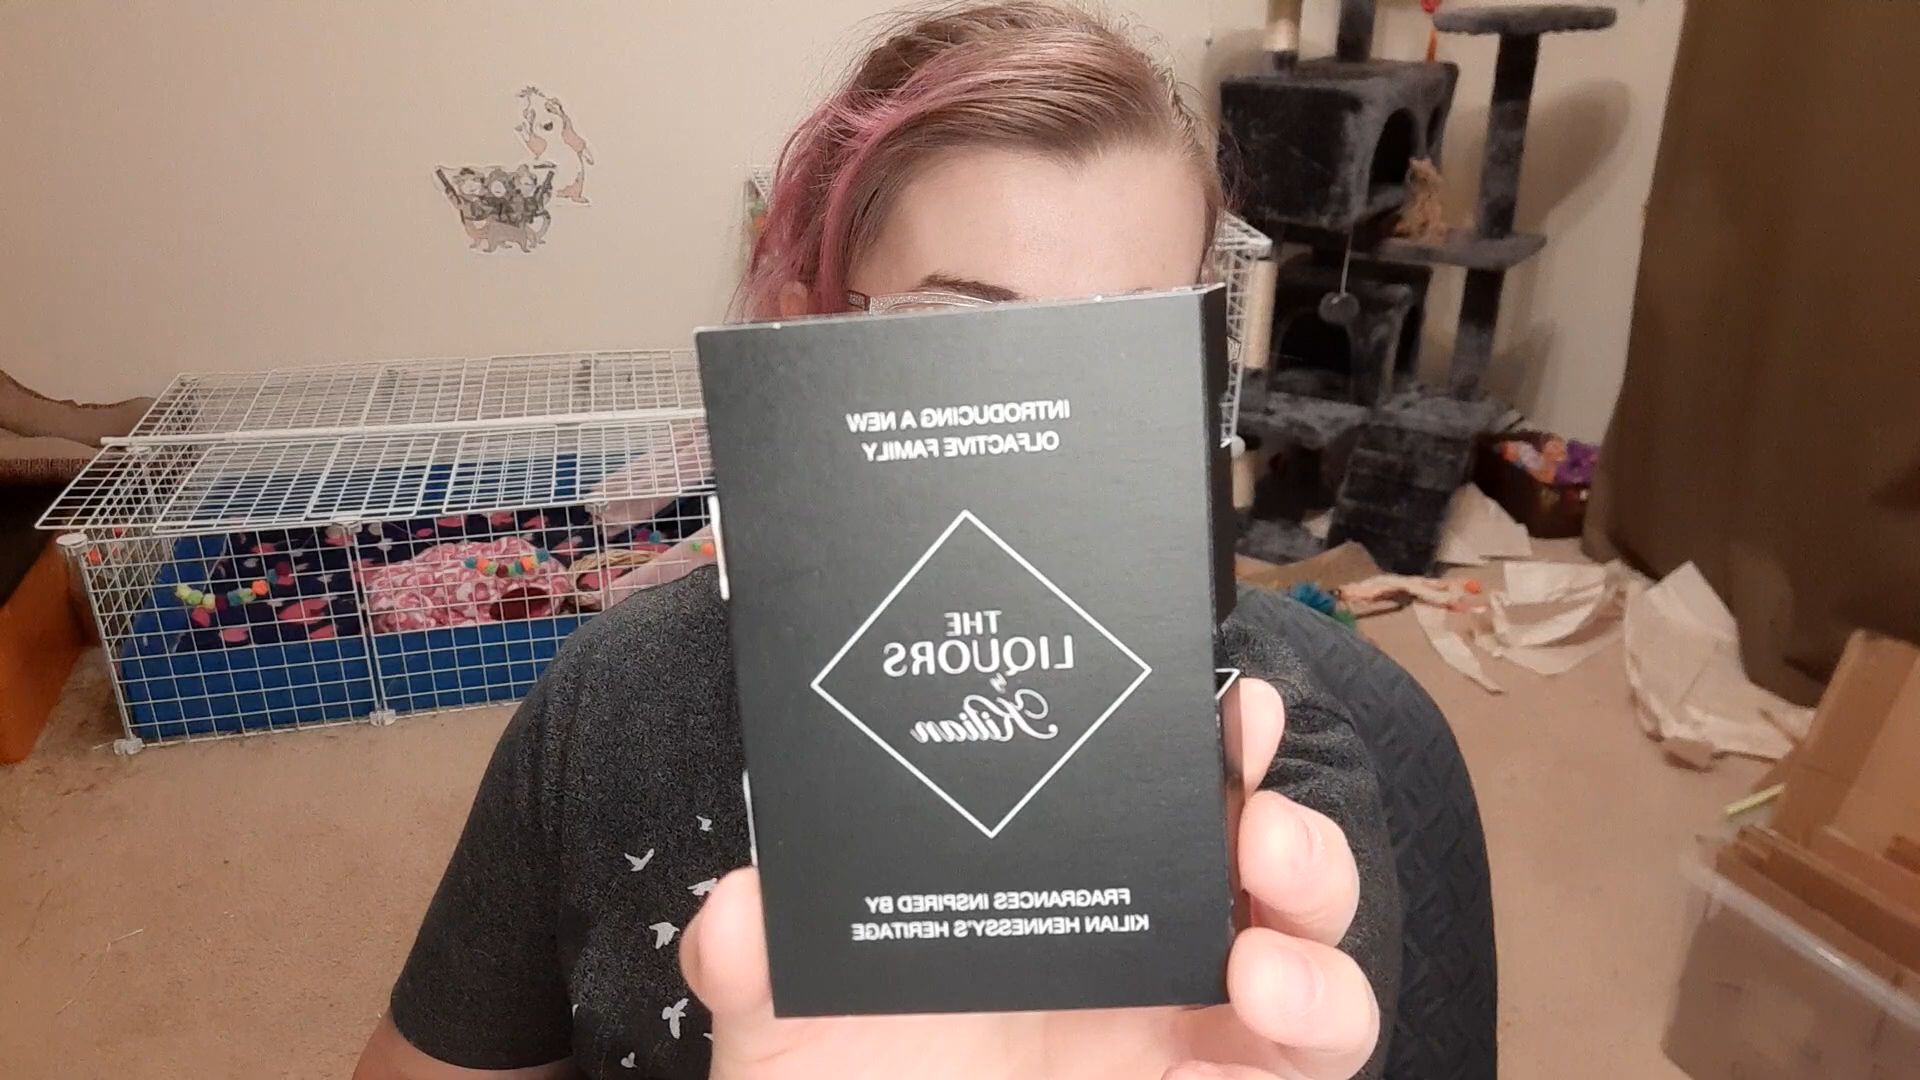 INTRODUCING A NEW
OLFACTIVE FAMILY
THE
LIQUORS
by
Kilian
FRAGRANCES INSPIRED BY
KILIAN HENNESSY'S HERITAGE